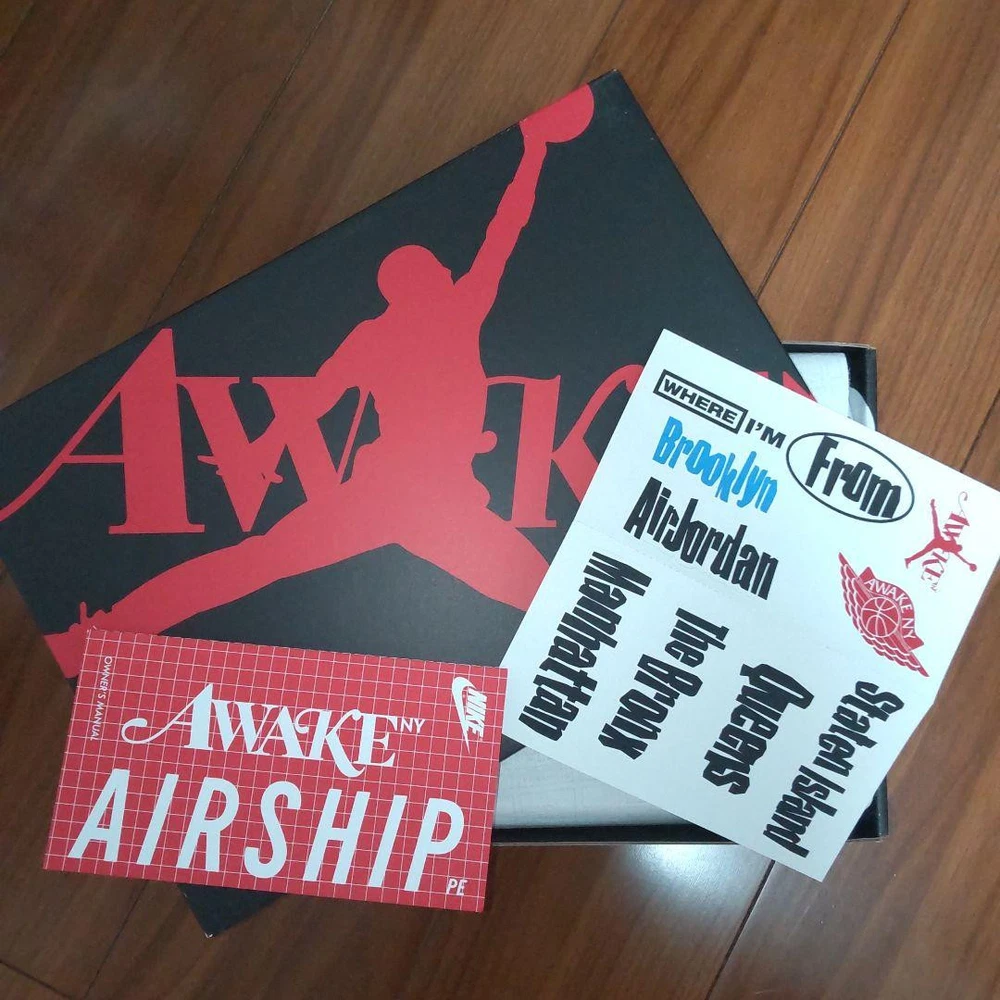 AWAKE
WHERE I'M From
Brooklyn
AirJordan
Manhattan
The Bronx
Queens
Staten Island
AWAKE
AWAKE NY
OWNER'S MANUAL
AWAKE NY
NIKE
AIRSHIP
PE